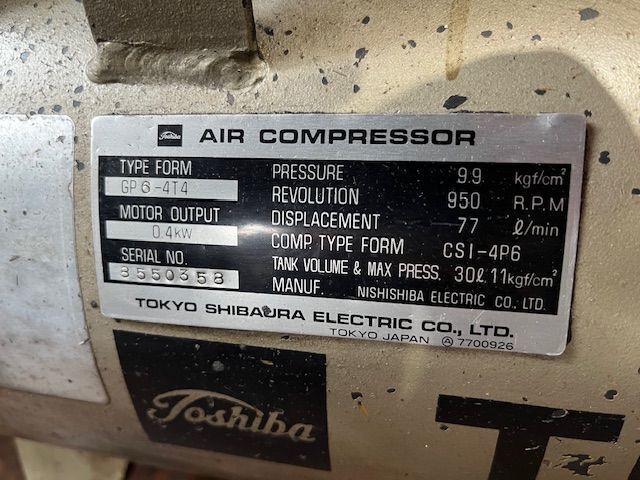 Toshiba AIR COMPRESSOR
TYPE FORM
GP6-4T4
MOTOR OUTPUT
0.4kW
SERIAL NO.
8550358
PRESSURE 9.9 kgf/cm²
REVOLUTION 950 R.P.M
DISPLACEMENT 77 ℓ/min
COMP. TYPE FORM CSI-4P6
TANK VOLUME & MAX PRESS. 30ℓ 11kgf/cm²
MANUF. NISHISHIBA ELECTRIC CO. LTD.
TOKYO SHIBAURA ELECTRIC CO., LTD.
TOKYO JAPAN Ⓐ 7700926
Toshiba
T